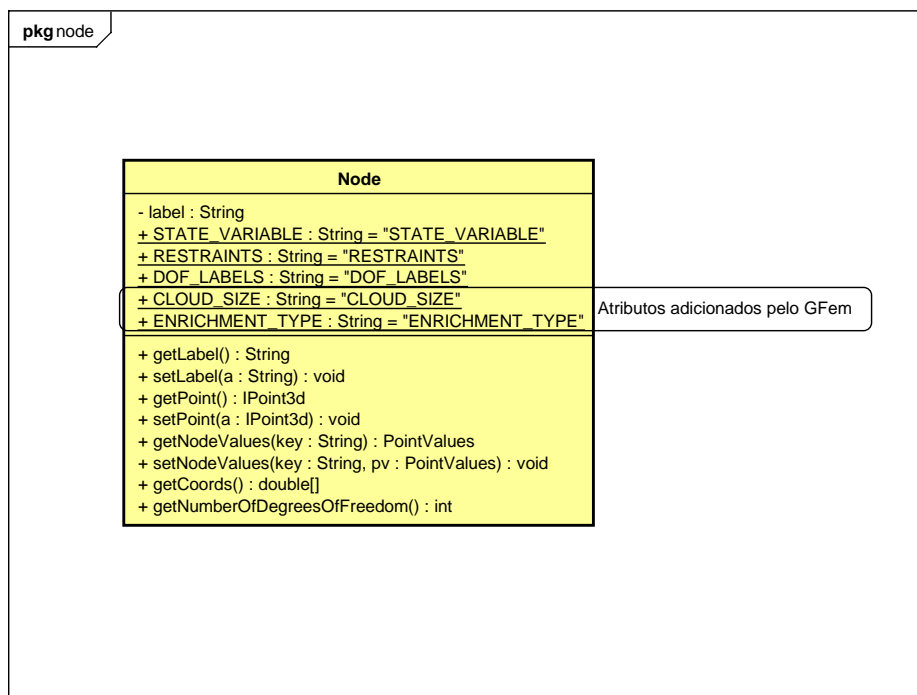 pkg node
Node
- label : String
+ STATE_VARIABLE : String = "STATE_VARIABLE"
+ RESTRAINTS : String = "RESTRAINTS"
+ DOF_LABELS : String = "DOF_LABELS"
+ CLOUD_SIZE : String = "CLOUD_SIZE"
+ ENRICHMENT_TYPE : String = "ENRICHMENT_TYPE"
Atributos adicionados pelo GFem
+ getLabel() : String
+ setLabel(a : String) : void
+ getPoint() : IPoint3d
+ setPoint(a : IPoint3d) : void
+ getNodeValues(key : String) : PointValues
+ setNodeValues(key : String, pv : PointValues) : void
+ getCoords() : double[]
+ getNumberOfDegreesOfFreedom() : int